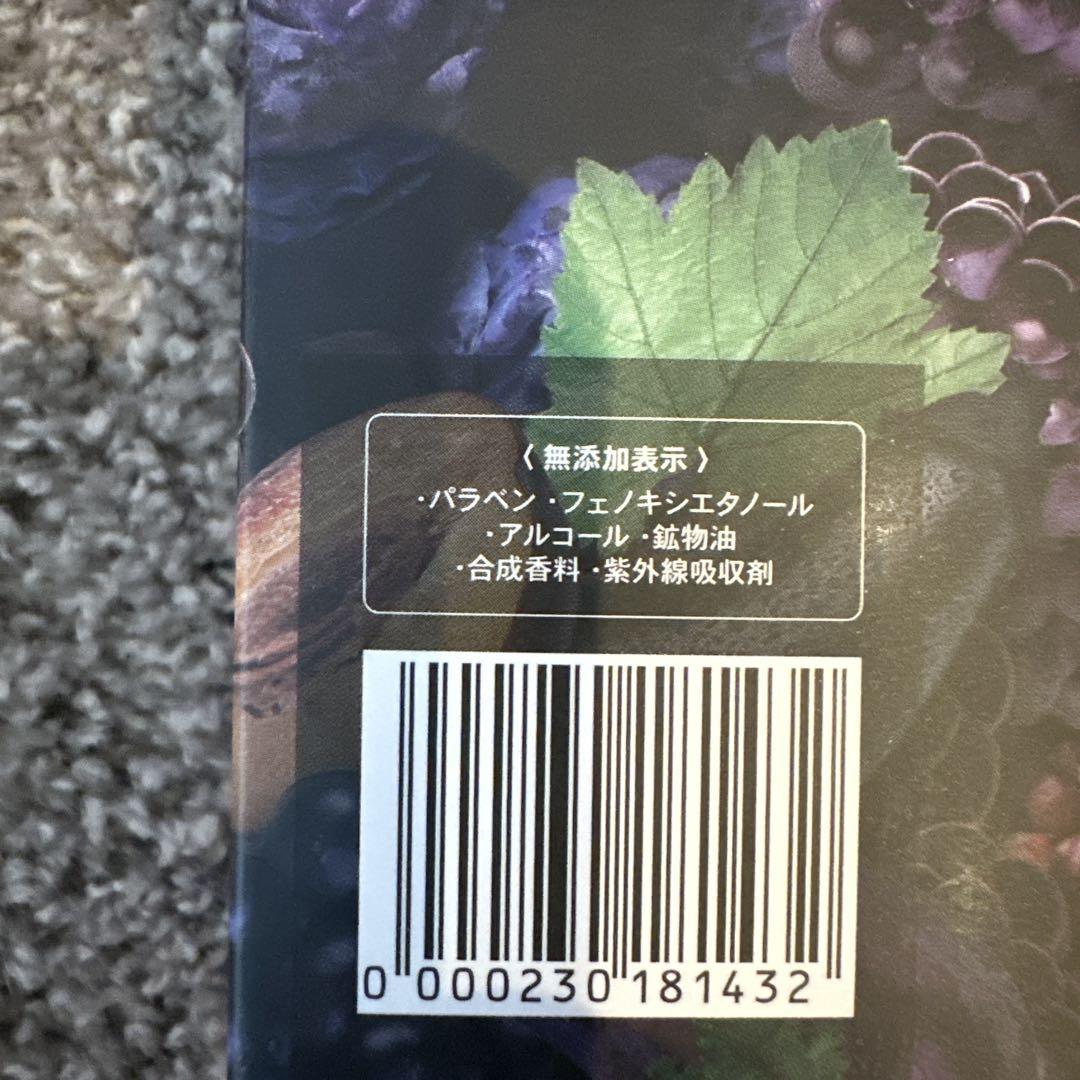 〈 無添加表示 〉
・パラベン ・フェノキシエタノール
・アルコール ・鉱物油
・合成香料 ・紫外線吸収剤
0 000230 181432